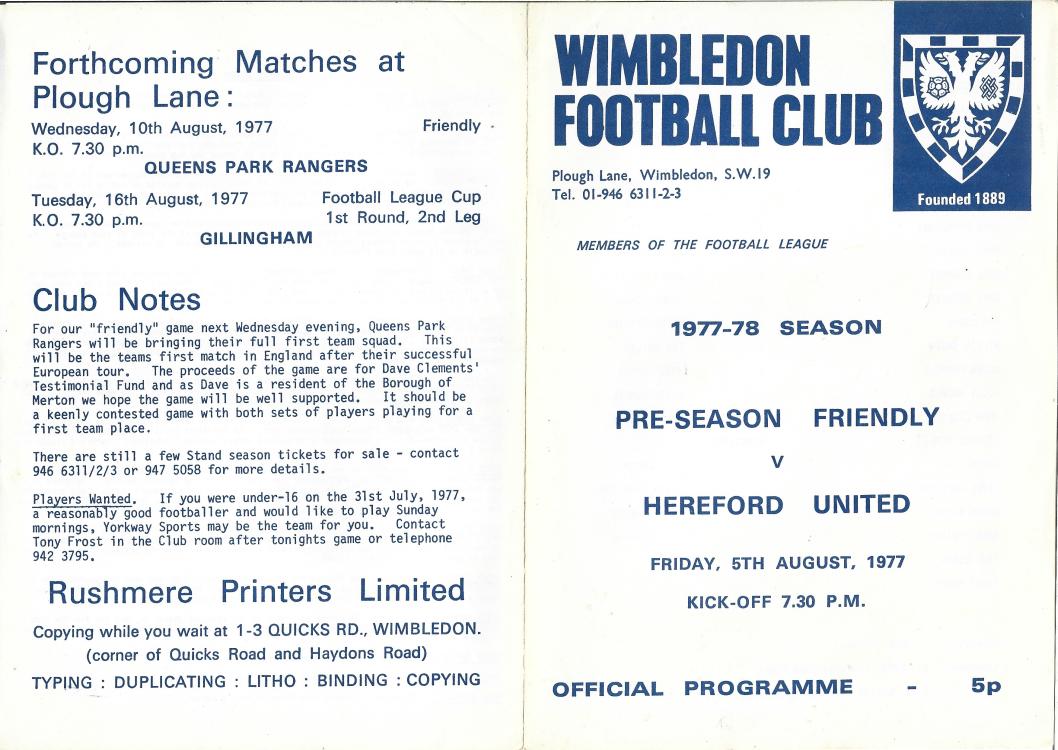 Forthcoming Matches at
Plough Lane:
Wednesday, 10th August, 1977 Friendly
K.O. 7.30 p.m.
QUEENS PARK RANGERS
Tuesday, 16th August, 1977 Football League Cup
K.O. 7.30 p.m. 1st Round, 2nd Leg
GILLINGHAM
Club Notes
For our "friendly" game next Wednesday evening, Queens Park
Rangers will be bringing their full first team squad. This
will be the teams first match in England after their successful
European tour. The proceeds of the game are for Dave Clements'
Testimonial Fund and as Dave is a resident of the Borough of
Merton we hope the game will be well supported. It should be
a keenly contested game with both sets of players playing for a
first team place.
There are still a few Stand season tickets for sale - contact
946 6311/2/3 or 947 5058 for more details.
Players Wanted. If you were under-16 on the 31st July, 1977,
a reasonably good footballer and would like to play Sunday
mornings, Yorkway Sports may be the team for you. Contact
Tony Frost in the Club room after tonights game or telephone
942 3795.
Rushmere Printers Limited
Copying while you wait at 1-3 QUICKS RD., WIMBLEDON.
(corner of Quicks Road and Haydons Road)
TYPING : DUPLICATING : LITHO : BINDING : COPYING
WIMBLEDON
FOOTBALL CLUB
Plough Lane, Wimbledon, S.W.19
Tel. 01-946 6311-2-3
Founded 1889
MEMBERS OF THE FOOTBALL LEAGUE
1977-78 SEASON
PRE-SEASON FRIENDLY
V
HEREFORD UNITED
FRIDAY, 5TH AUGUST, 1977
KICK-OFF 7.30 P.M.
OFFICIAL PROGRAMME - 5p